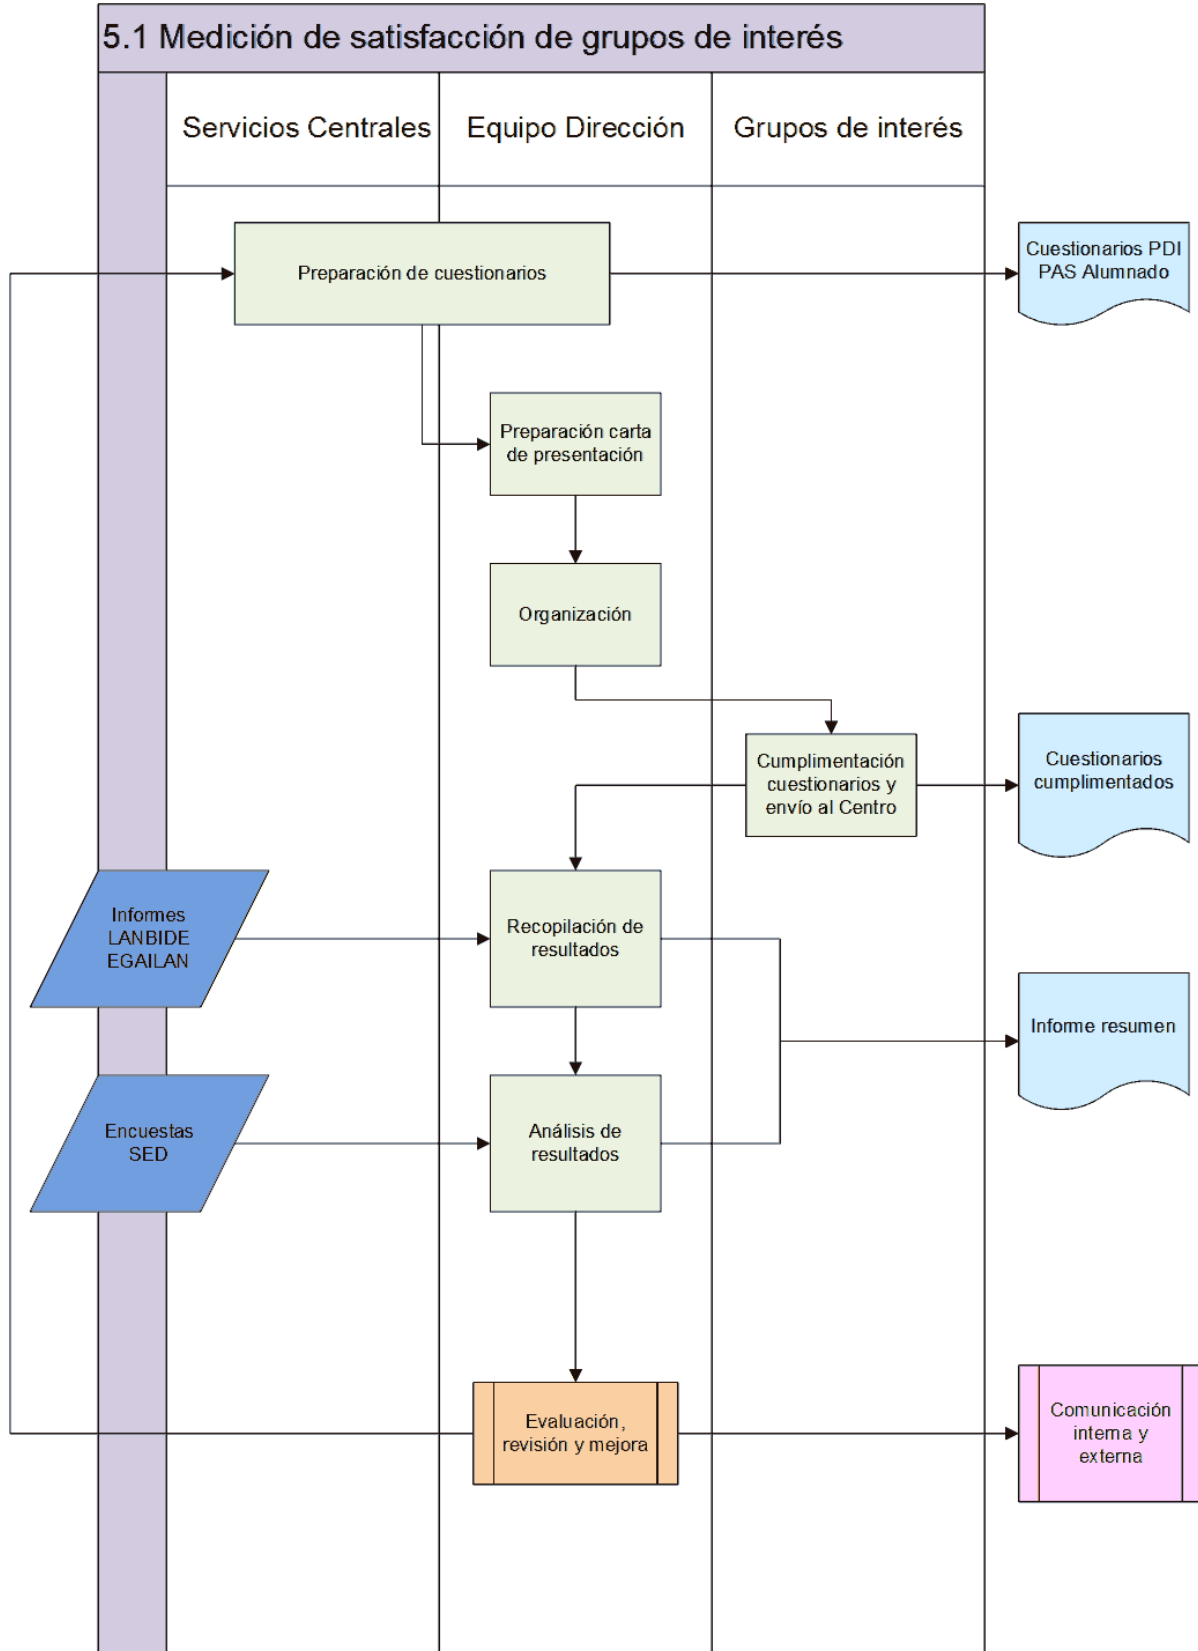 5.1 Medición de satisfacción de grupos de interés
Servicios Centrales
Equipo Dirección
Grupos de interés
Preparación de cuestionarios
Cuestionarios PDI
PAS Alumnado
Preparación carta
de presentación
Organización
Cumplimentación
cuestionarios y
envío al Centro
Cuestionarios
cumplimentados
Informes
LANBIDE
EGAILAN
Recopilación de
resultados
Informe resumen
Encuestas
SED
Análisis de
resultados
Evaluación,
revisión y mejora
Comunicación
interna y
externa